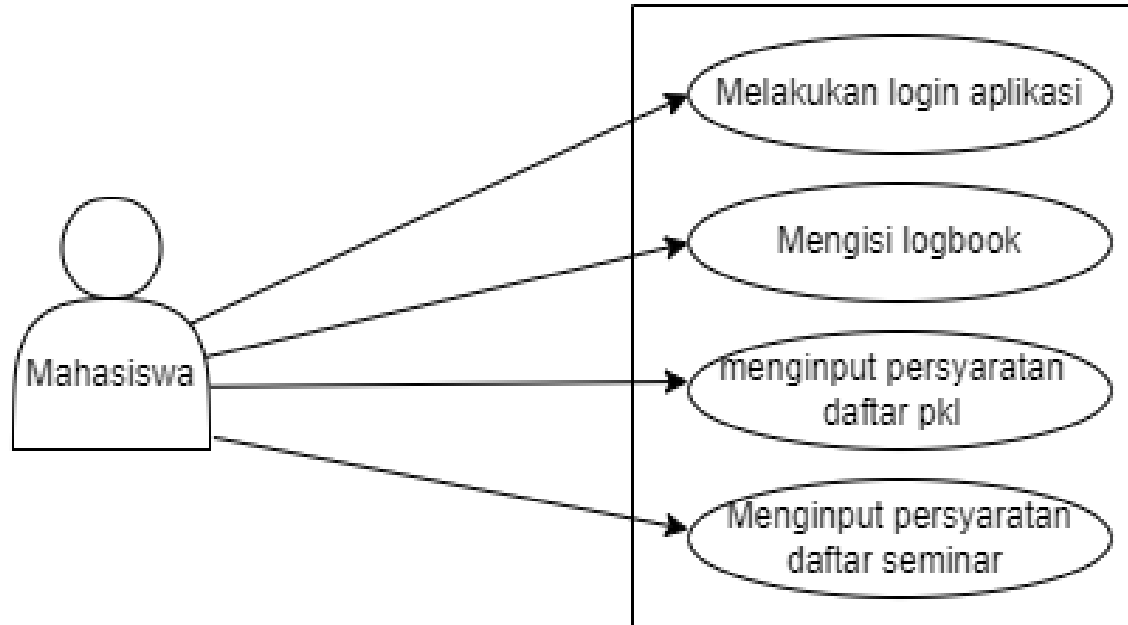 Melakukan login aplikasi
Mengisi logbook
Mahasiswa
menginput persyaratan
daftar pkl
Menginput persyaratan
daftar seminar